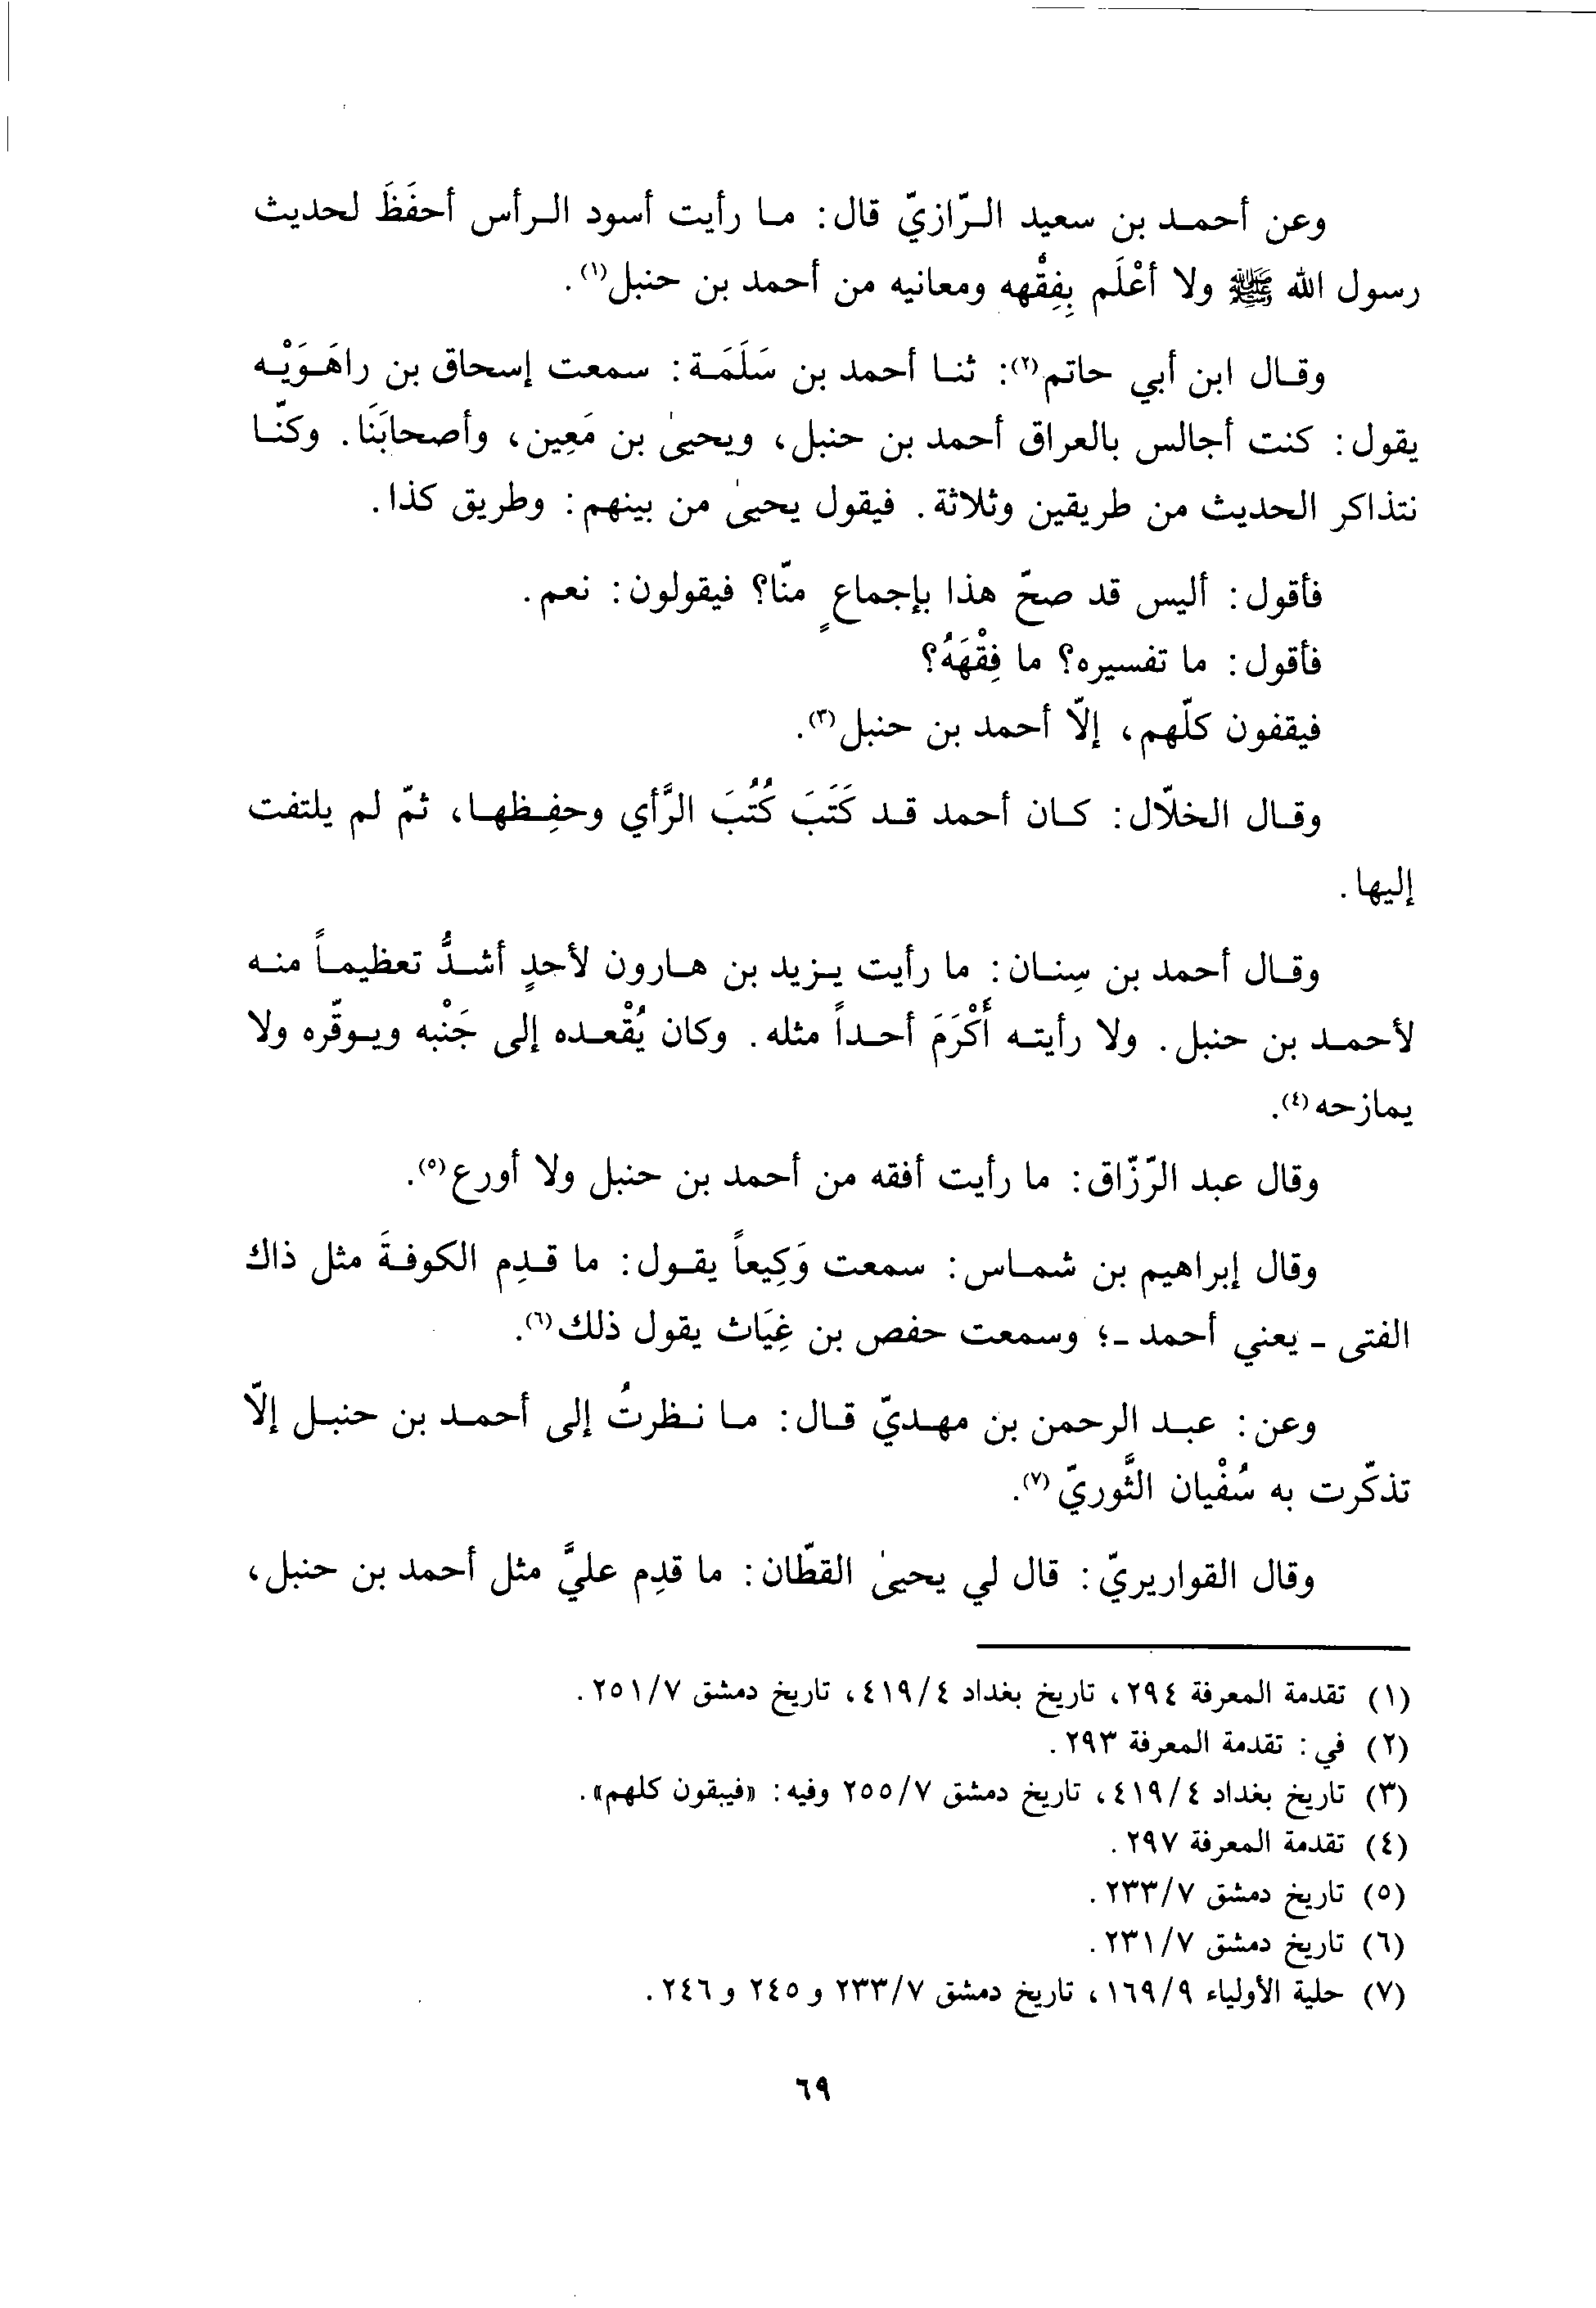 وعن أحمد بن سعيد الرّازيّ قال: ما رأيت أسود الرأس أحفَظَ لحديث
رسول الله ﷺ ولا أعْلَم بِفِقْهه ومعانيه من أحمد بن حنبل(١).
وقال ابن أبي حاتم(٢): ثنا أحمد بن سَلَمَة: سمعت إسحاق بن راهَوَيْه
يقول: كنت أجالس بالعراق أحمد بن حنبل، ويحيىٰ بن مَعِين، وأصحابَنَا. وكنّا
نتذاكر الحديث من طريقين وثلاثة. فيقول يحيىٰ من بينهم: وطريق كذا.
فأقول: أليس قد صحّ هذا بإجماعٍ منّا؟ فيقولون: نعم.
فأقول: ما تفسيره؟ ما فِقْهَهُ؟
فيقفون كلّهم، إلاّ أحمد بن حنبل(٣).
وقال الخلاّل: كان أحمد قد كَتَبَ كُتُبَ الرَّأي وحفِظها، ثمّ لم يلتفت
إليها.
وقال أحمد بن سِنان: ما رأيت يزيد بن هارون لأحدٍ أشدُّ تعظيماً منه
لأحمد بن حنبل. ولا رأيته أَكْرَمَ أحداً مثله. وكان يُقْعده إلى جَنْبه ويوقّره ولا
يمازحه(٤).
وقال عبد الرّزّاق: ما رأيت أفقه من أحمد بن حنبل ولا أورع(٥).
وقال إبراهيم بن شماس: سمعت وَكِيعاً يقول: ما قدِم الكوفةَ مثل ذاك
الفتى ـ يعني أحمد ـ؛ وسمعت حفص بن غِيَاث يقول ذلك(٦).
وعن: عبد الرحمن بن مهديّ قال: ما نظرتُ إلى أحمد بن حنبل إلاّ
تذكّرت به سُفْيان الثَّوريّ(٧).
وقال القواريريّ: قال لي يحيىٰ القطّان: ما قدِم عليَّ مثل أحمد بن حنبل،
(١) تقدمة المعرفة ٢٩٤، تاريخ بغداد ٤١٩/٤، تاريخ دمشق ٢٥١/٧.
(٢) في: تقدمة المعرفة ٢٩٣.
(٣) تاريخ بغداد ٤١٩/٤، تاريخ دمشق ٢٥٥/٧ وفيه: «فيبقون كلهم».
(٤) تقدمة المعرفة ٢٩٧.
(٥) تاريخ دمشق ٢٣٣/٧.
(٦) تاريخ دمشق ٢٣١/٧.
(٧) حلية الأولياء ١٦٩/٩، تاريخ دمشق ٢٣٣/٧ و ٢٤٥ و ٢٤٦.
٦٩